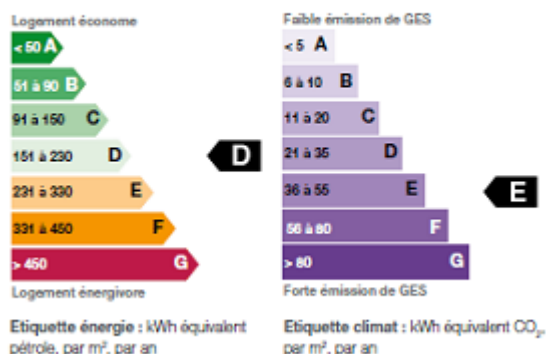 Logement économe
< 50 A
51 à 90 B
91 à 150 C
151 à 230 D
D
231 à 330 E
331 à 450 F
> 450 G
Logement énergivore
Etiquette énergie : kWh équivalent
pétrole, par m², par an
Faible émission de GES
< 5 A
6 à 10 B
11 à 20 C
21 à 35 D
36 à 55 E
E
56 à 80 F
> 80 G
Forte émission de GES
Etiquette climat : kWh équivalent CO₂,
par m², par an